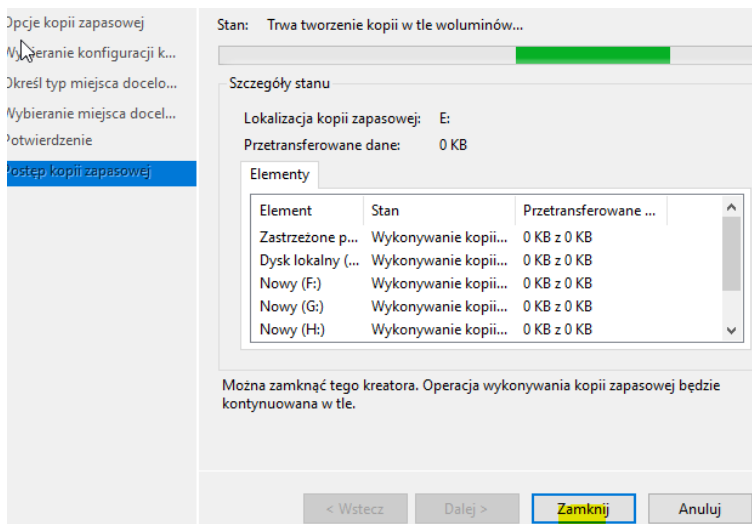 Opcje kopii zapasowej
Wybieranie konfiguracji k...
Określ typ miejsca docelo...
Wybieranie miejsca docel...
Potwierdzenie
Postęp kopii zapasowej
Stan: Trwa tworzenie kopii w tle woluminów...
Szczegóły stanu
Lokalizacja kopii zapasowej: E:
Przetransferowane dane: 0 KB
Elementy
Element Stan Przetransferowane ...
Zastrzeżone p... Wykonywanie kopii... 0 KB z 0 KB
Dysk lokalny (... Wykonywanie kopii... 0 KB z 0 KB
Nowy (F:) Wykonywanie kopii... 0 KB z 0 KB
Nowy (G:) Wykonywanie kopii... 0 KB z 0 KB
Nowy (H:) Wykonywanie kopii... 0 KB z 0 KB
Można zamknąć tego kreatora. Operacja wykonywania kopii zapasowej będzie
kontynuowana w tle.
< Wstecz Dalej > Zamknij Anuluj